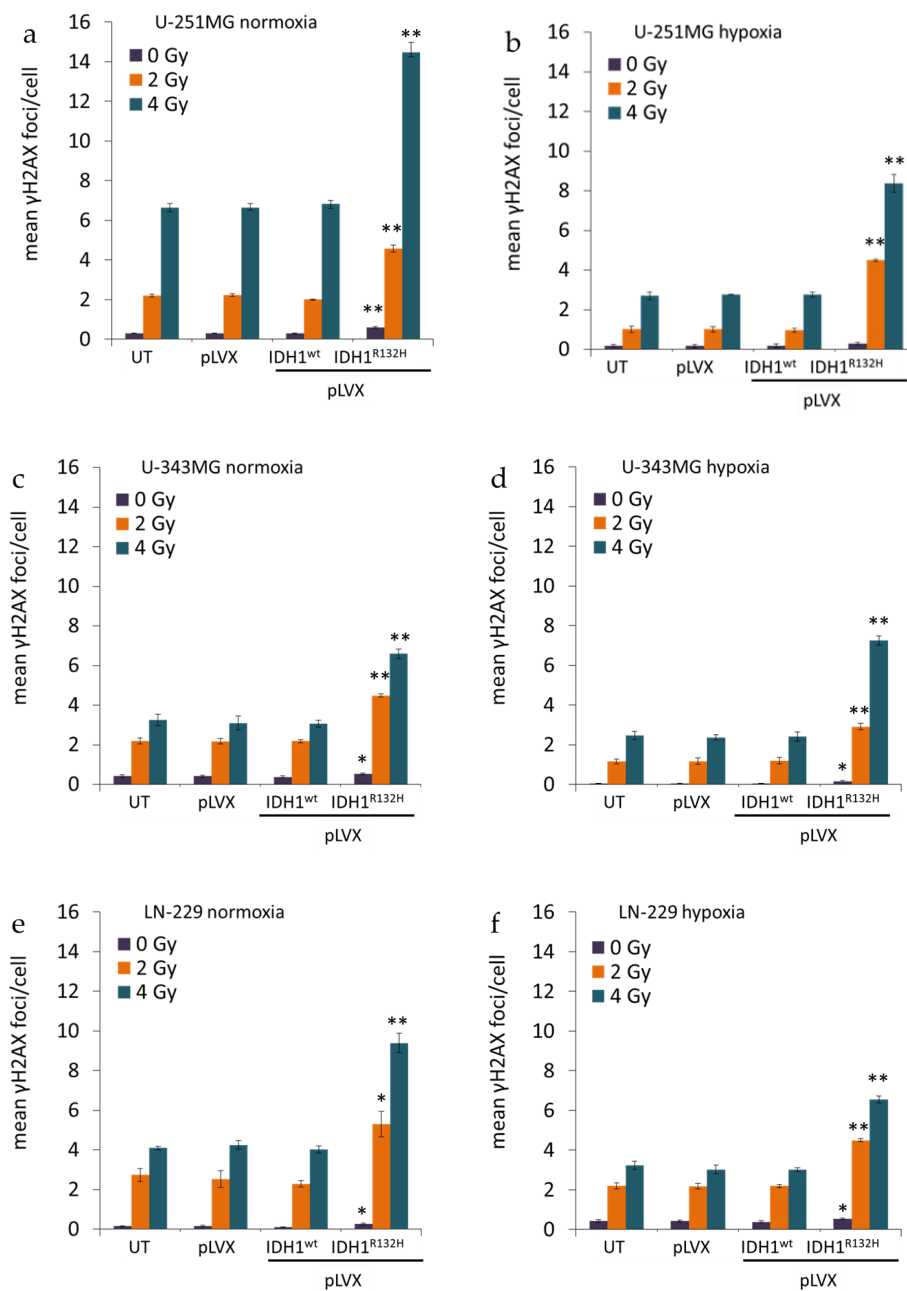 a
U-251MG normoxia
mean γH2AX foci/cell
16
14
12
10
8
6
4
2
0
0 Gy
2 Gy
4 Gy
**
**
**
UT
pLVX
IDH1wt
IDH1R132H
pLVX
b
U-251MG hypoxia
mean γH2AX foci/cell
16
14
12
10
8
6
4
2
0
0 Gy
2 Gy
4 Gy
**
**
UT
pLVX
IDH1wt
IDH1R132H
pLVX
c
U-343MG normoxia
mean γH2AX foci/cell
16
14
12
10
8
6
4
2
0
0 Gy
2 Gy
4 Gy
**
**
*
UT
pLVX
IDH1wt
IDH1R132H
pLVX
d
U-343MG hypoxia
mean γH2AX foci/cell
16
14
12
10
8
6
4
2
0
0 Gy
2 Gy
4 Gy
**
**
*
UT
pLVX
IDH1wt
IDH1R132H
pLVX
e
LN-229 normoxia
mean γH2AX foci/cell
16
14
12
10
8
6
4
2
0
0 Gy
2 Gy
4 Gy
**
*
*
UT
pLVX
IDH1wt
IDH1R132H
pLVX
f
LN-229 hypoxia
mean γH2AX foci/cell
16
14
12
10
8
6
4
2
0
0 Gy
2 Gy
4 Gy
**
**
*
UT
pLVX
IDH1wt
IDH1R132H
pLVX